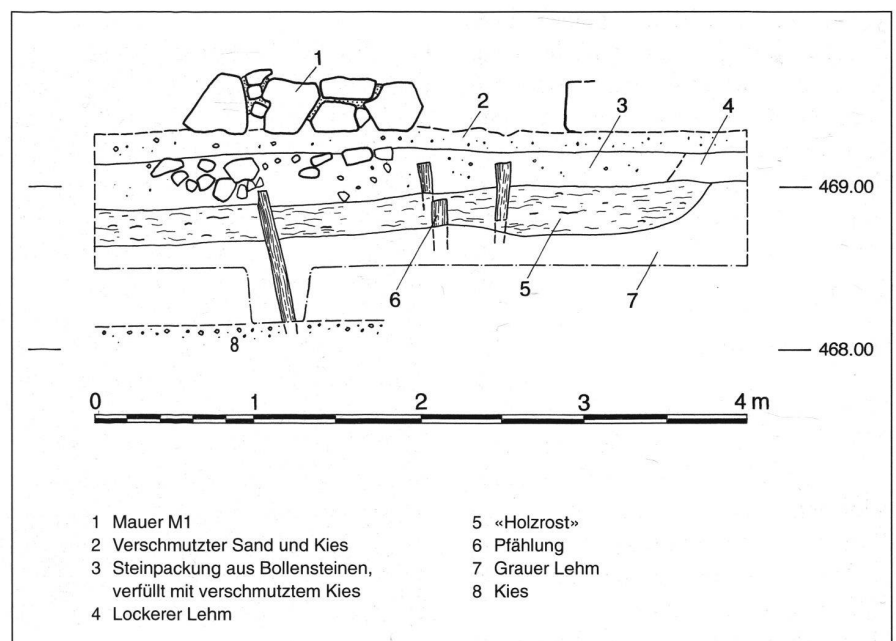 1
2
3
4
469.00
6
5
7
8
468.00
0 1 2 3 4 m
1 Mauer M1
2 Verschmutzter Sand und Kies
3 Steinpackung aus Bollensteinen,
verfüllt mit verschmutztem Kies
4 Lockerer Lehm
5 «Holzrost»
6 Pfählung
7 Grauer Lehm
8 Kies